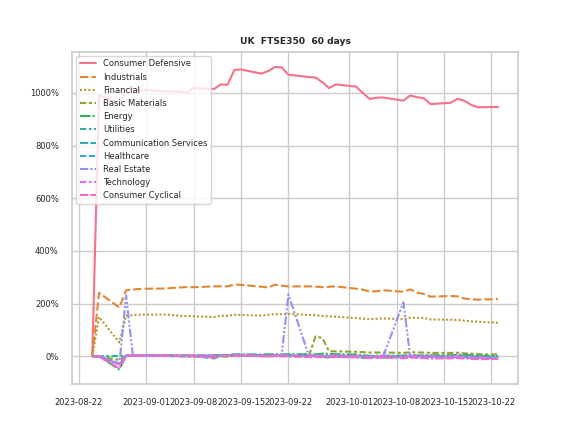 UK FTSE350 60 days
Consumer Defensive
Industrials
Financial
Basic Materials
Energy
Utilities
Communication Services
Healthcare
Real Estate
Technology
Consumer Cyclical
1000%
800%
600%
400%
200%
0%
2023-08-22 2023-09-01 2023-09-08 2023-09-15 2023-09-22 2023-10-01 2023-10-08 2023-10-15 2023-10-22